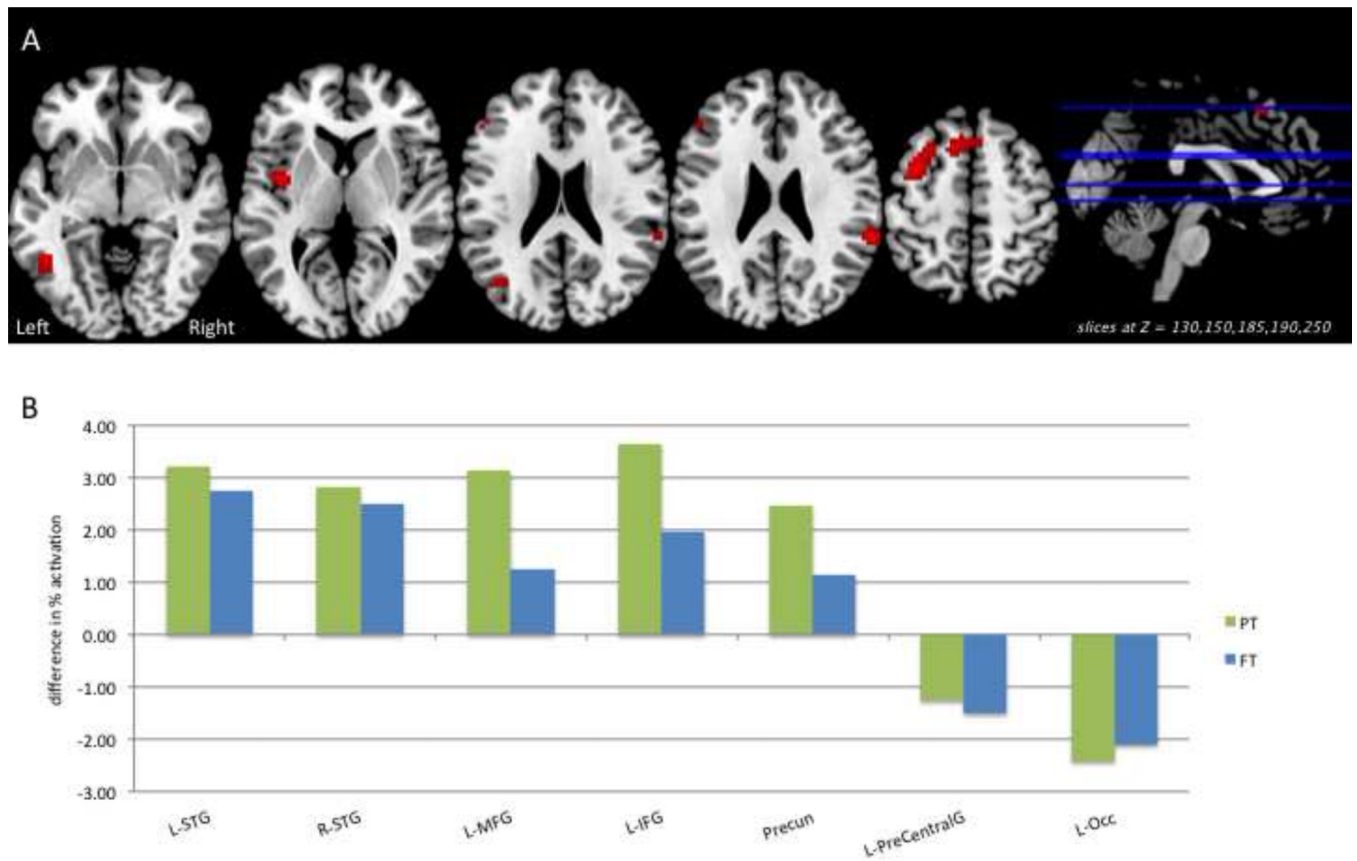 A
Left
Right
slices at Z = 130,150,185,190,250
B
difference in % activation
4.00
3.00
2.00
1.00
0.00
-1.00
-2.00
-3.00
L-STG
R-STG
L-MFG
L-IFG
Precun
L-PreCentralG
L-Occ
PT
FT